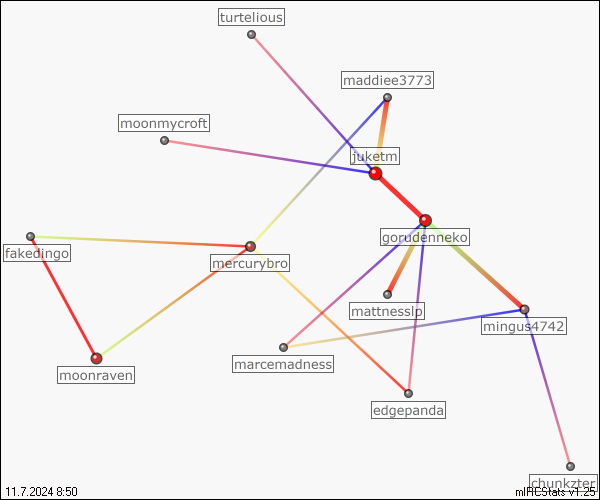 turtelious
maddiee3773
moonmycroft
juketm
gorudenneko
fakedingo
mercurybro
mattnesslp
mingus4742
marcemadness
moonraven
edgepanda
chunkzter
11.7.2024 8:50
mIRCStats v1.25